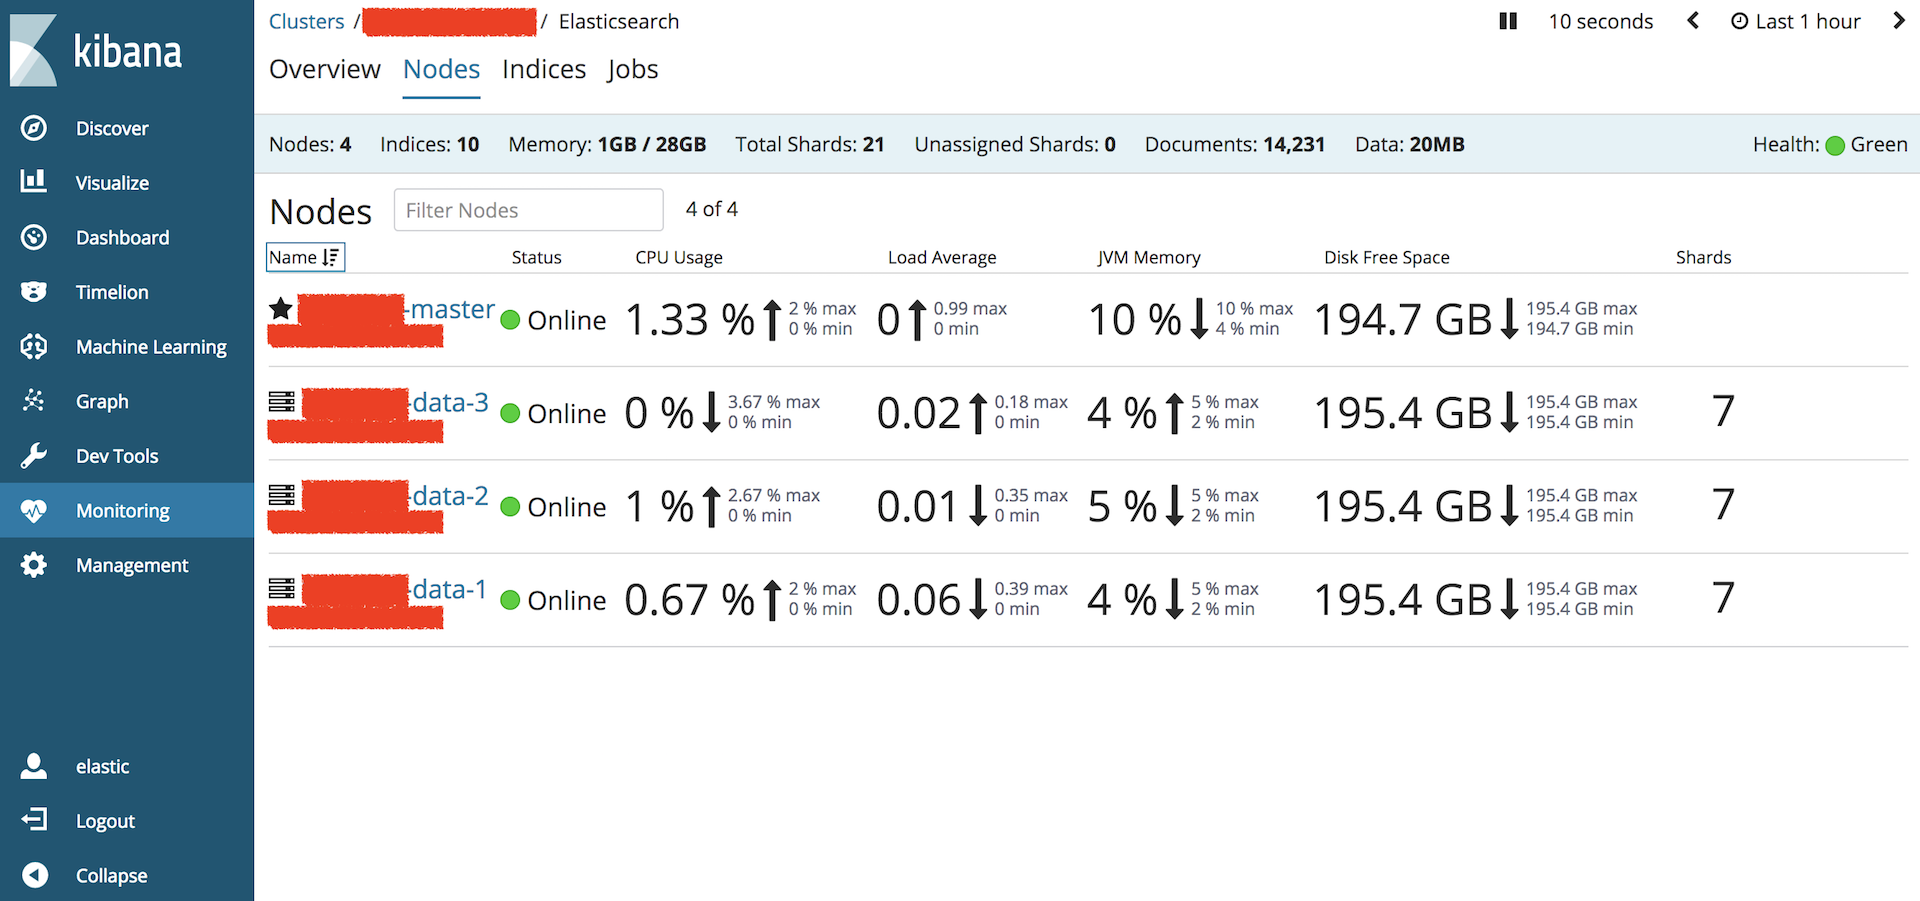 kibana
Discover
Visualize
Dashboard
Timelion
Machine Learning
Graph
Dev Tools
Monitoring
Management
elastic
Logout
Collapse
Clusters / / Elasticsearch
10 seconds Last 1 hour
Overview Nodes Indices Jobs
Nodes: 4 Indices: 10 Memory: 1GB / 28GB Total Shards: 21 Unassigned Shards: 0 Documents: 14,231 Data: 20MB Health: Green
Nodes Filter Nodes 4 of 4
Name Status CPU Usage Load Average JVM Memory Disk Free Space Shards
-master Online 1.33 % 2 % max 0 % min 0 0.99 max 0 min 10 % 10 % max 4 % min 194.7 GB 195.4 GB max 194.7 GB min
-data-3 Online 0 % 3.67 % max 0 % min 0.02 0.18 max 0 min 4 % 5 % max 2 % min 195.4 GB 195.4 GB max 195.4 GB min 7
-data-2 Online 1 % 2.67 % max 0 % min 0.01 0.35 max 0 min 5 % 5 % max 2 % min 195.4 GB 195.4 GB max 195.4 GB min 7
-data-1 Online 0.67 % 2 % max 0 % min 0.06 0.39 max 0 min 4 % 5 % max 2 % min 195.4 GB 195.4 GB max 195.4 GB min 7